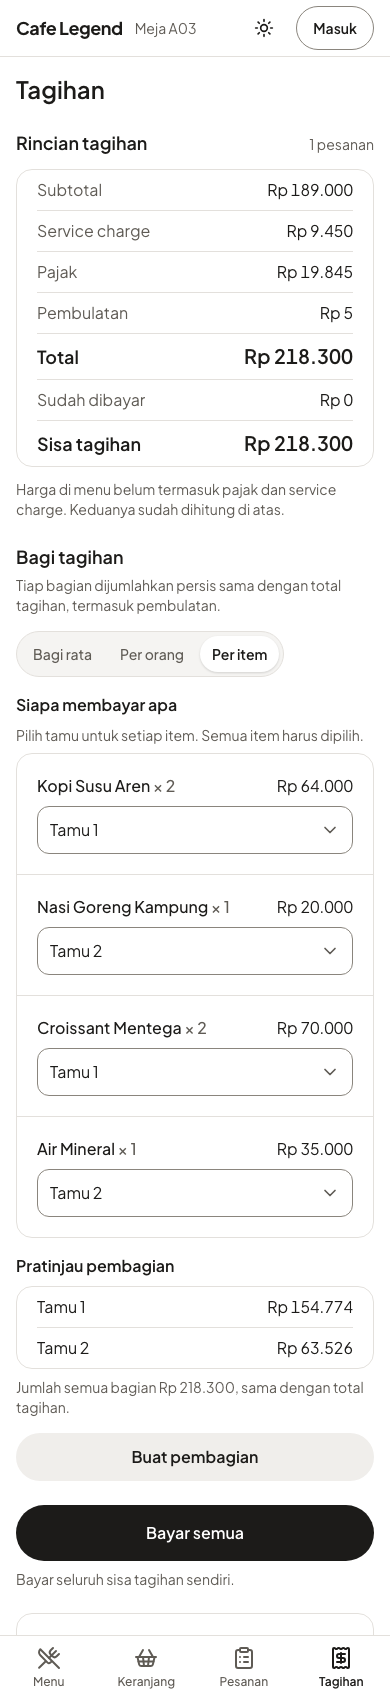 Cafe Legend Meja A03 Masuk
Tagihan
Rincian tagihan 1 pesanan
Subtotal Rp 189.000
Service charge Rp 9.450
Pajak Rp 19.845
Pembulatan Rp 5
Total Rp 218.300
Sudah dibayar Rp 0
Sisa tagihan Rp 218.300
Harga di menu belum termasuk pajak dan service
charge. Keduanya sudah dihitung di atas.
Bagi tagihan
Tiap bagian dijumlahkan persis sama dengan total
tagihan, termasuk pembulatan.
Bagi rata Per orang Per item
Siapa membayar apa
Pilih tamu untuk setiap item. Semua item harus dipilih.
Kopi Susu Aren × 2 Rp 64.000
Tamu 1
Nasi Goreng Kampung × 1 Rp 20.000
Tamu 2
Croissant Mentega × 2 Rp 70.000
Tamu 1
Air Mineral × 1 Rp 35.000
Tamu 2
Pratinjau pembagian
Tamu 1 Rp 154.774
Tamu 2 Rp 63.526
Jumlah semua bagian Rp 218.300, sama dengan total
tagihan.
Buat pembagian
Bayar semua
Bayar seluruh sisa tagihan sendiri.
Menu Keranjang Pesanan Tagihan